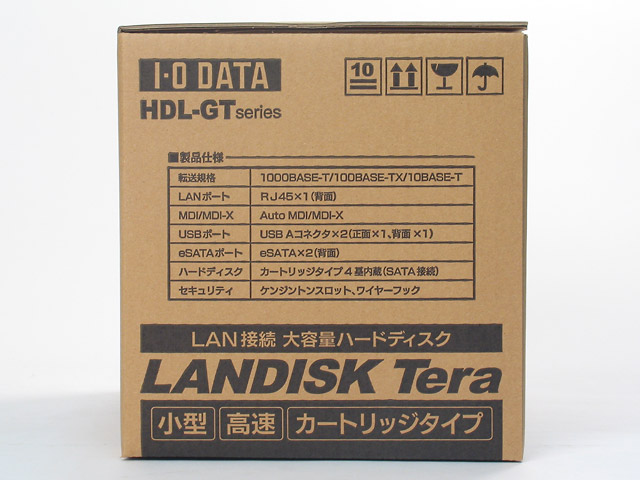 I·O DATA
10
HDL-GT series
■製品仕様
転送規格 1000BASE-T/100BASE-TX/10BASE-T
LANポート RJ45×1(背面)
MDI/MDI-X Auto MDI/MDI-X
USBポート USB Aコネクタ×2(正面×1、背面×1)
eSATAポート eSATA×2(背面)
ハードディスク カートリッジタイプ4基内蔵(SATA接続)
セキュリティ ケンジントンスロット、ワイヤーフック
LAN接続 大容量ハードディスク
LANDISK Tera
小型 高速 カートリッジタイプ